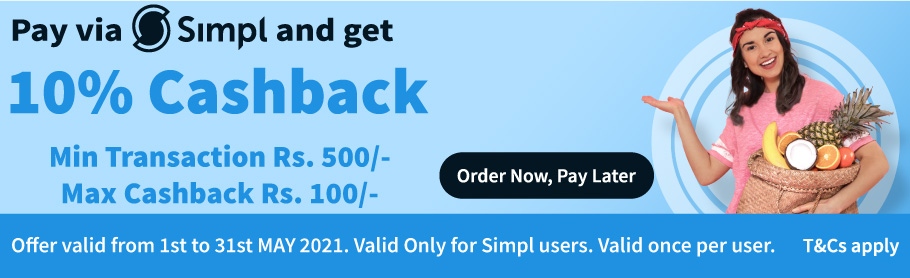 Pay via Simpl and get
10% Cashback
Min Transaction Rs. 500/-
Max Cashback Rs. 100/-
Order Now, Pay Later
Offer valid from 1st to 31st MAY 2021. Valid Only for Simpl users. Valid once per user. T&Cs apply